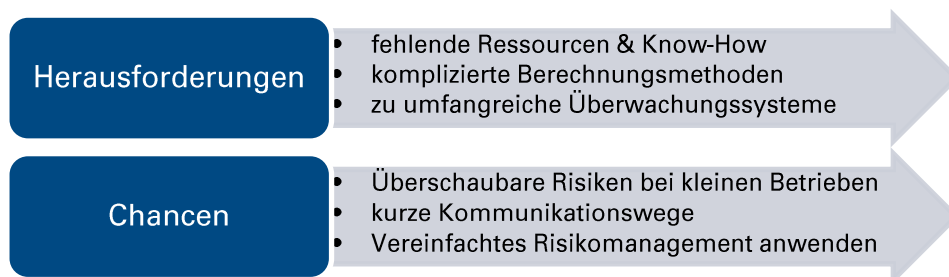 Herausforderungen
• fehlende Ressourcen & Know-How
• komplizierte Berechnungsmethoden
• zu umfangreiche Überwachungssysteme
Chancen
• Überschaubare Risiken bei kleinen Betrieben
• kurze Kommunikationswege
• Vereinfachtes Risikomanagement anwenden